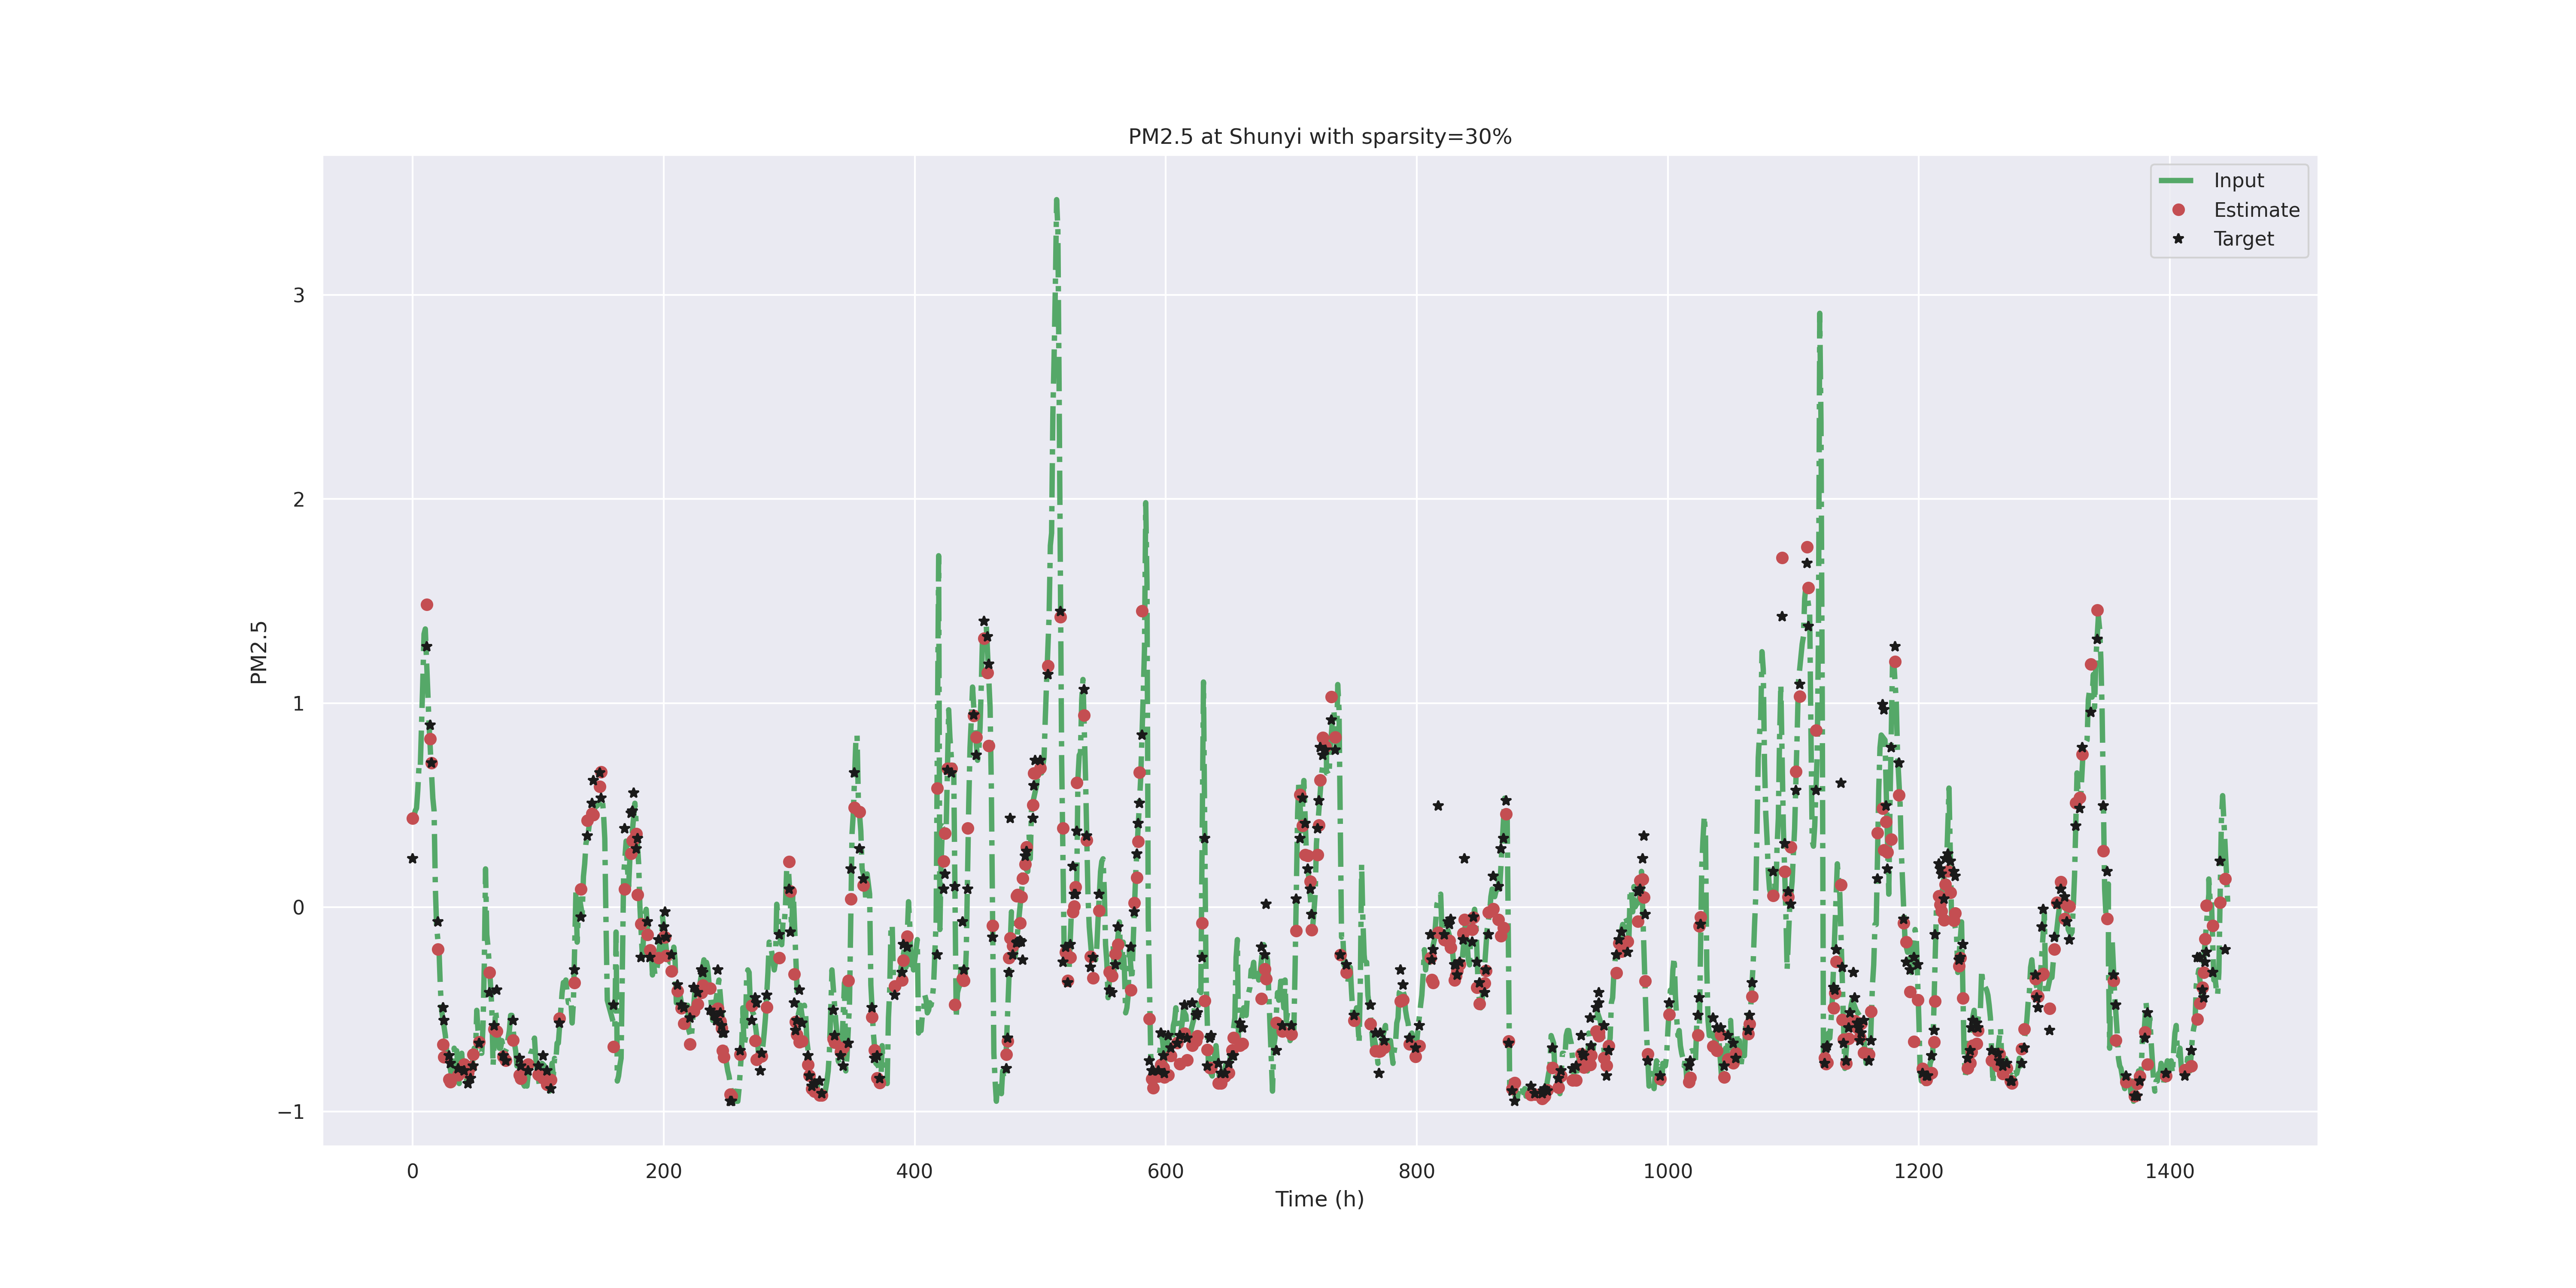 PM2.5 at Shunyi with sparsity=30%
Input
Estimate
Target
PM2.5
3
2
1
0
−1
0 200 400 600 800 1000 1200 1400
Time (h)